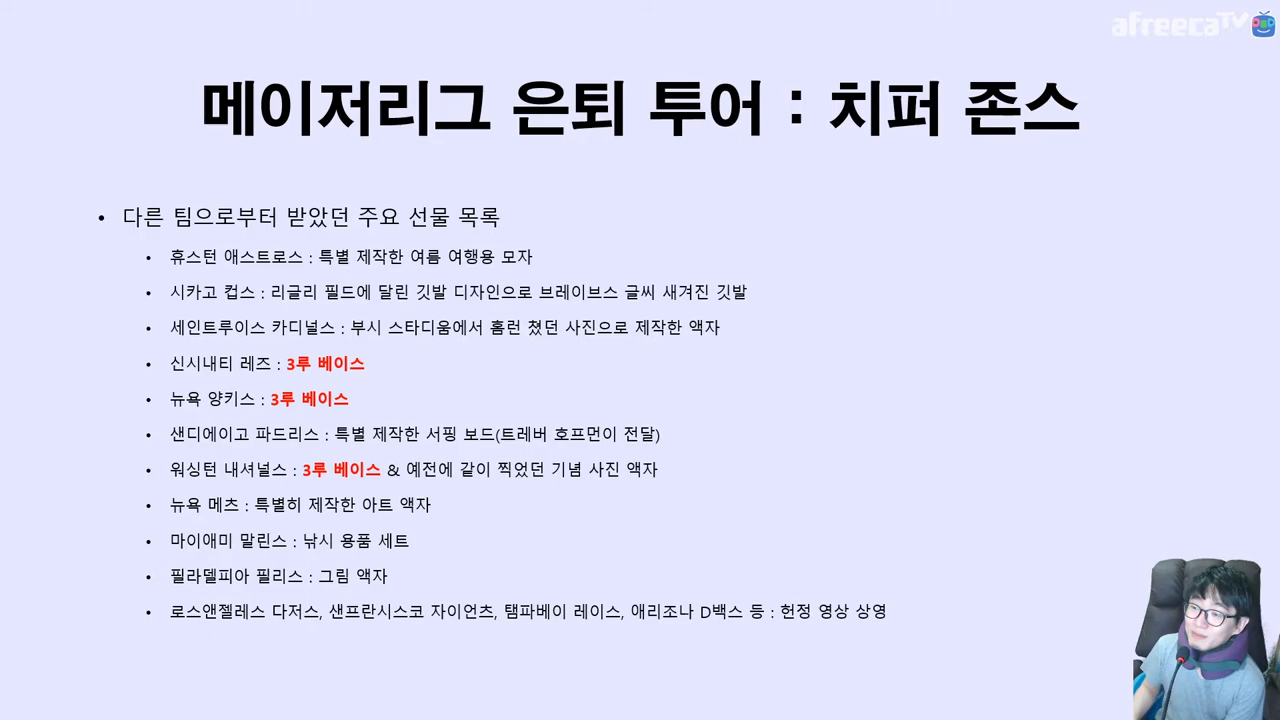 afreecaTV
메이저리그 은퇴 투어 : 치퍼 존스
• 다른 팀으로부터 받았던 주요 선물 목록
• 휴스턴 애스트로스 : 특별 제작한 여름 여행용 모자
• 시카고 컵스 : 리글리 필드에 달린 깃발 디자인으로 브레이브스 글씨 새겨진 깃발
• 세인트루이스 카디널스 : 부시 스타디움에서 홈런 쳤던 사진으로 제작한 액자
• 신시내티 레즈 : 3루 베이스
• 뉴욕 양키스 : 3루 베이스
• 샌디에이고 파드리스 : 특별 제작한 서핑 보드(트레버 호프먼이 전달)
• 워싱턴 내셔널스 : 3루 베이스 & 예전에 같이 찍었던 기념 사진 액자
• 뉴욕 메츠 : 특별히 제작한 아트 액자
• 마이애미 말린스 : 낚시 용품 세트
• 필라델피아 필리스 : 그림 액자
• 로스앤젤레스 다저스, 샌프란시스코 자이언츠, 탬파베이 레이스, 애리조나 D백스 등 : 헌정 영상 상영